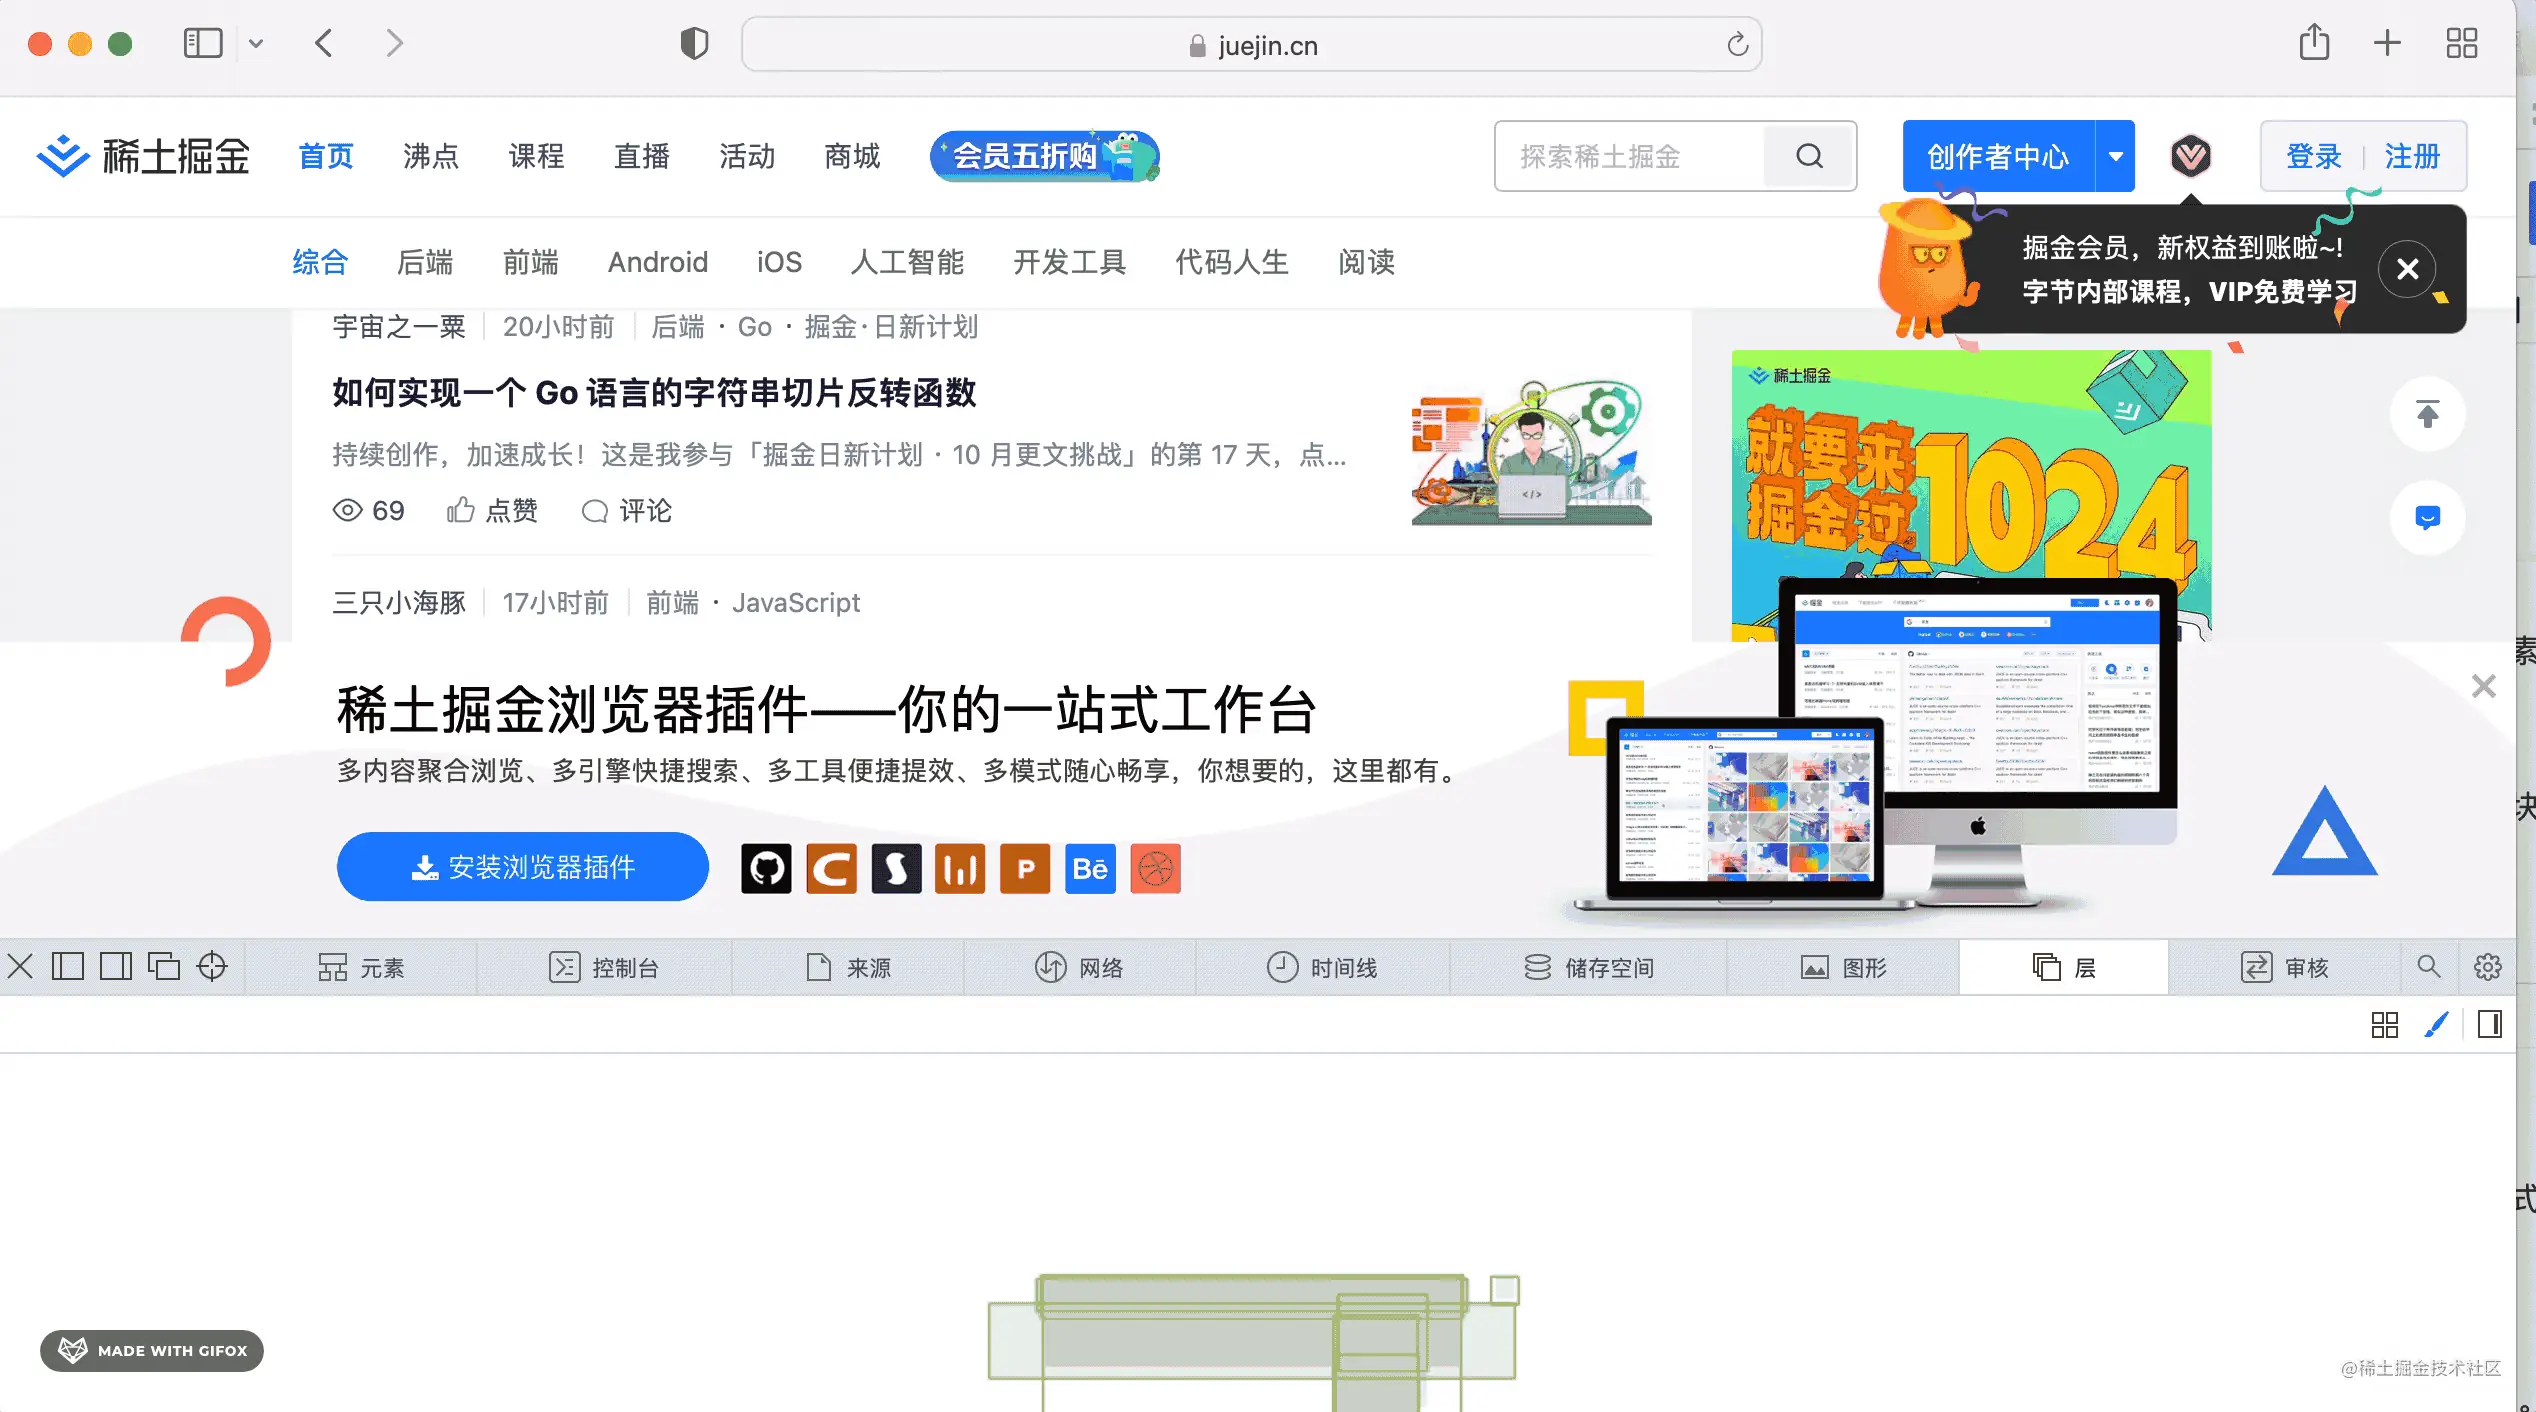 juejin.cn
稀土掘金 首页 沸点 课程 直播 活动 商城 会员五折购 探索稀土掘金 创作者中心 登录 注册
掘金会员，新权益到账啦~!
字节内部课程，VIP免费学习
综合 后端 前端 Android iOS 人工智能 开发工具 代码人生 阅读
宇宙之一粟 20小时前 后端 · Go · 掘金·日新计划
如何实现一个 Go 语言的字符串切片反转函数
持续创作，加速成长！这是我参与「掘金日新计划 · 10 月更文挑战」的第 17 天，点...
69 点赞 评论
稀土掘金
就要来
掘金过
1024
三只小海豚 17小时前 前端 · JavaScript
稀土掘金浏览器插件——你的一站式工作台
多内容聚合浏览、多引擎快捷搜索、多工具便捷提效、多模式随心畅享，你想要的，这里都有。
安装浏览器插件
P
Bē
元素 控制台 来源 网络 时间线 储存空间 图形 层 审核
MADE WITH GIFOX
@稀土掘金技术社区
素
块
式